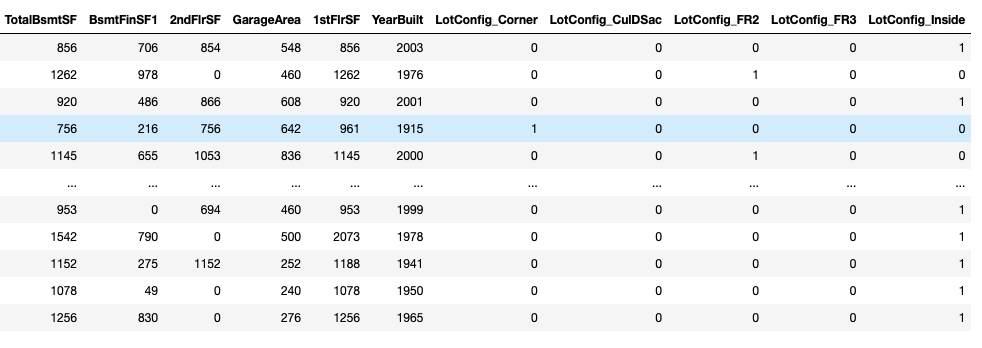 TotalBsmtSF BsmtFinSF1 2ndFlrSF GarageArea 1stFlrSF YearBuilt LotConfig_Corner LotConfig_CulDSac LotConfig_FR2 LotConfig_FR3 LotConfig_Inside
856 706 854 548 856 2003 0 0 0 0 1
1262 978 0 460 1262 1976 0 0 1 0 0
920 486 866 608 920 2001 0 0 0 0 1
756 216 756 642 961 1915 1 0 0 0 0
1145 655 1053 836 1145 2000 0 0 1 0 0
... ... ... ... ... ... ... ... ... ... ...
953 0 694 460 953 1999 0 0 0 0 1
1542 790 0 500 2073 1978 0 0 0 0 1
1152 275 1152 252 1188 1941 0 0 0 0 1
1078 49 0 240 1078 1950 0 0 0 0 1
1256 830 0 276 1256 1965 0 0 0 0 1